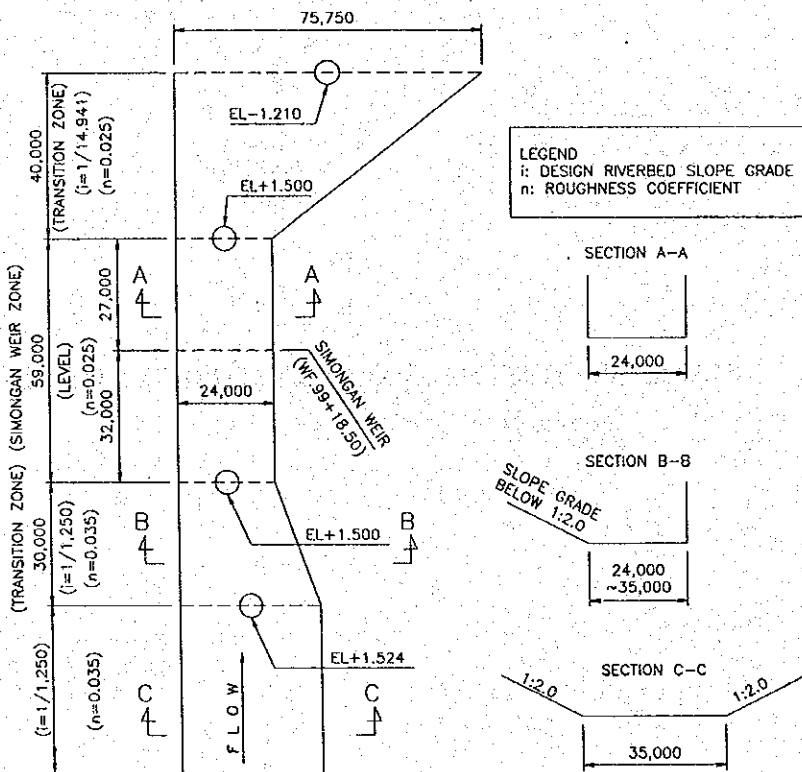 75,750
EL-1.210
40,000
(TRANSITION ZONE)
(i=1/14.941)
(n=0.025)
EL+1.500
LEGEND
i: DESIGN RIVERBED SLOPE GRADE
n: ROUGHNESS COEFFICIENT
SECTION A-A
24,000
A
A
27,000
59,000
(SIMONGAN WEIR ZONE)
(LEVEL)
(n=0.025)
32,000
24,000
SIMONGAN WEIR
(WF.99+18.50)
SECTION B-B
SLOPE GRADE
BELOW 1:2.0
24,000
~35,000
EL+1.500
30,000
(TRANSITION ZONE)
(i=1/1,250)
(n=0.035)
B
B
EL+1.524
(i=1/1,250)
(n=0.035)
C
C
FLOW
SECTION C-C
1:2.0
1:2.0
35,000